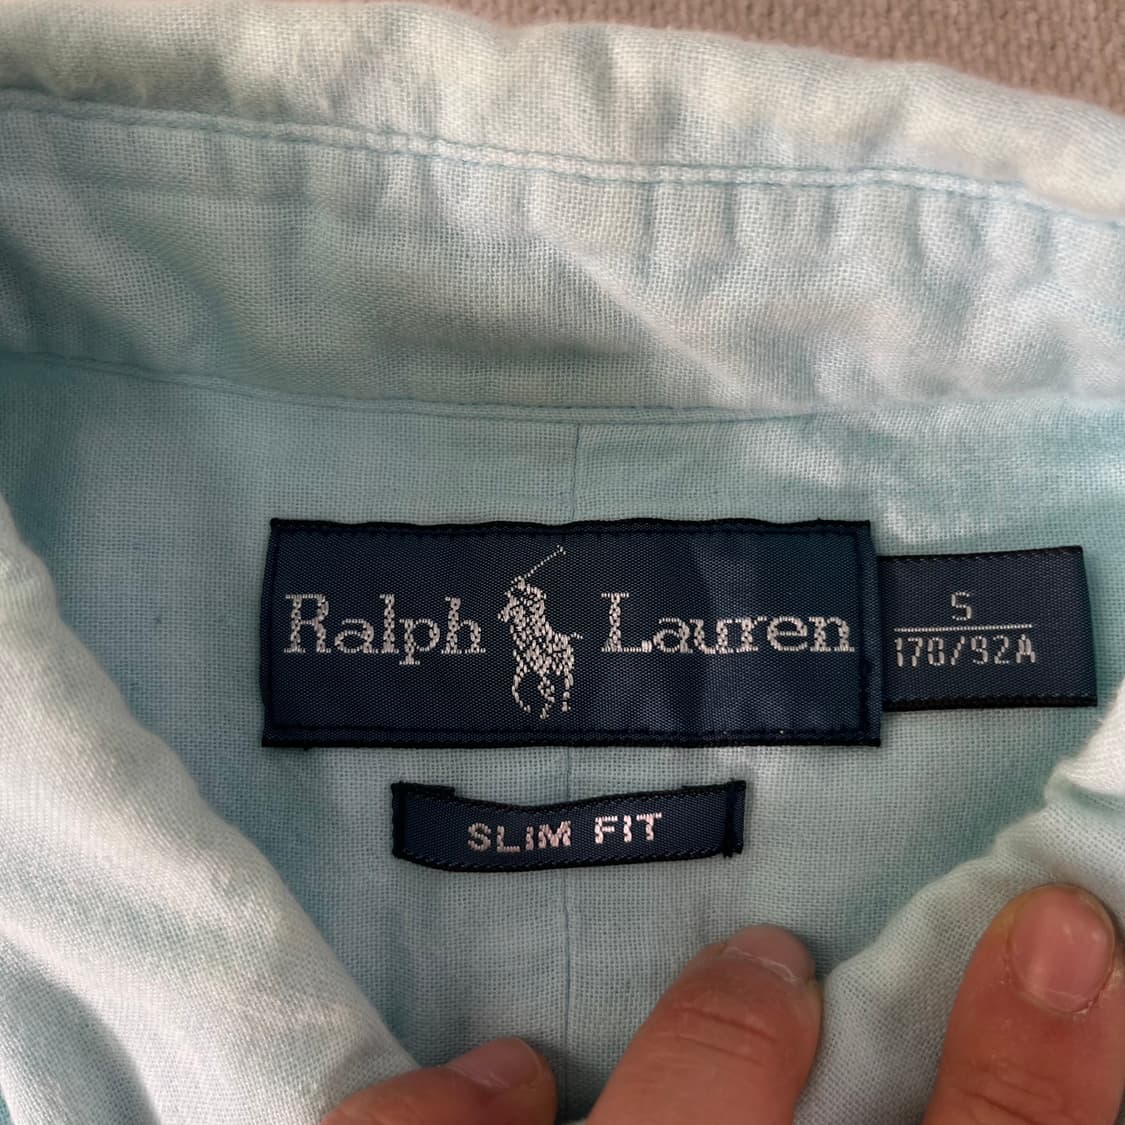 Ralph Lauren
S
170/92A
SLIM FIT